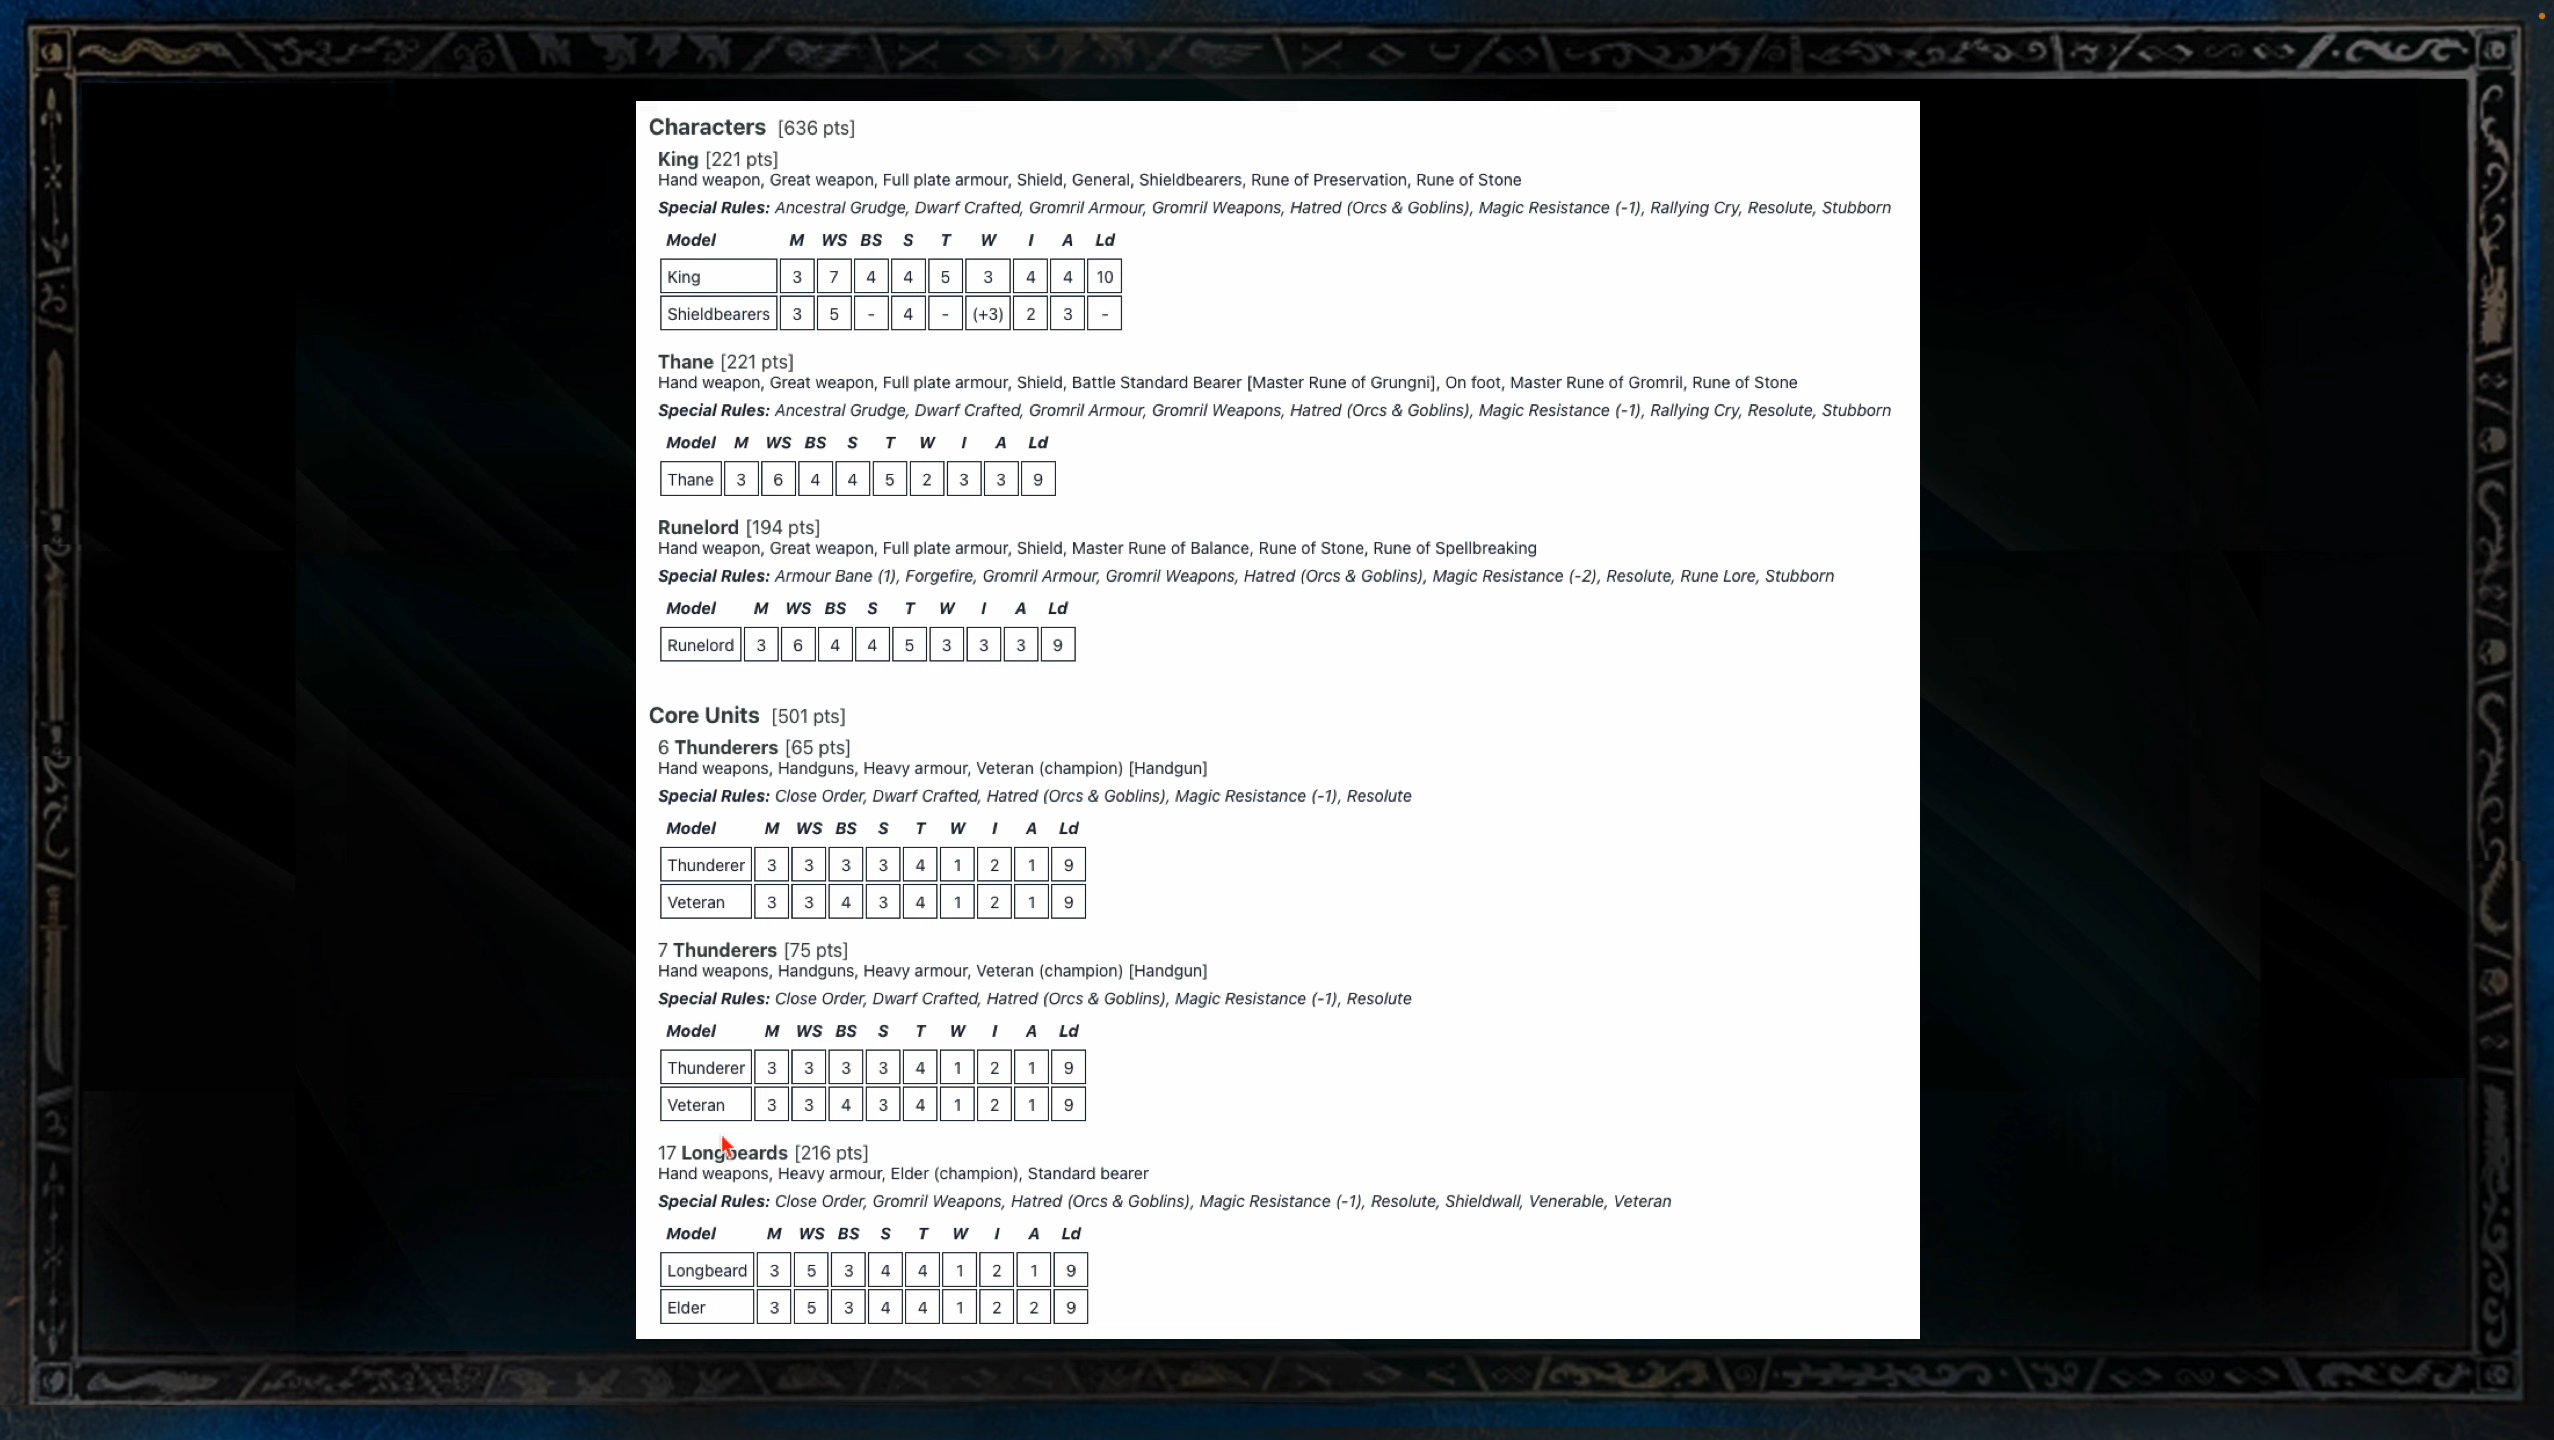 Characters [636 pts]
King [221 pts]
Hand weapon, Great weapon, Full plate armour, Shield, General, Shieldbearers, Rune of Preservation, Rune of Stone
Special Rules: Ancestral Grudge, Dwarf Crafted, Gromril Armour, Gromril Weapons, Hatred (Orcs & Goblins), Magic Resistance (-1), Rallying Cry, Resolute, Stubborn
Model M WS BS S T W I A Ld
King 3 7 4 4 5 3 4 4 10
Shieldbearers 3 5 - 4 - (+3) 2 3 -
Thane [221 pts]
Hand weapon, Great weapon, Full plate armour, Shield, Battle Standard Bearer [Master Rune of Grungni], On foot, Master Rune of Gromril, Rune of Stone
Special Rules: Ancestral Grudge, Dwarf Crafted, Gromril Armour, Gromril Weapons, Hatred (Orcs & Goblins), Magic Resistance (-1), Rallying Cry, Resolute, Stubborn
Model M WS BS S T W I A Ld
Thane 3 6 4 4 5 2 3 3 9
Runelord [194 pts]
Hand weapon, Great weapon, Full plate armour, Shield, Master Rune of Balance, Rune of Stone, Rune of Spellbreaking
Special Rules: Armour Bane (1), Forgefire, Gromril Armour, Gromril Weapons, Hatred (Orcs & Goblins), Magic Resistance (-2), Resolute, Rune Lore, Stubborn
Model M WS BS S T W I A Ld
Runelord 3 6 4 4 5 3 3 3 9
Core Units [501 pts]
6 Thunderers [65 pts]
Hand weapons, Handguns, Heavy armour, Veteran (champion) [Handgun]
Special Rules: Close Order, Dwarf Crafted, Hatred (Orcs & Goblins), Magic Resistance (-1), Resolute
Model M WS BS S T W I A Ld
Thunderer 3 3 3 3 4 1 2 1 9
Veteran 3 3 4 3 4 1 2 1 9
7 Thunderers [75 pts]
Hand weapons, Handguns, Heavy armour, Veteran (champion) [Handgun]
Special Rules: Close Order, Dwarf Crafted, Hatred (Orcs & Goblins), Magic Resistance (-1), Resolute
Model M WS BS S T W I A Ld
Thunderer 3 3 3 3 4 1 2 1 9
Veteran 3 3 4 3 4 1 2 1 9
17 Longbeards [216 pts]
Hand weapons, Heavy armour, Elder (champion), Standard bearer
Special Rules: Close Order, Gromril Weapons, Hatred (Orcs & Goblins), Magic Resistance (-1), Resolute, Shieldwall, Venerable, Veteran
Model M WS BS S T W I A Ld
Longbeard 3 5 3 4 4 1 2 1 9
Elder 3 5 3 4 4 1 2 2 9